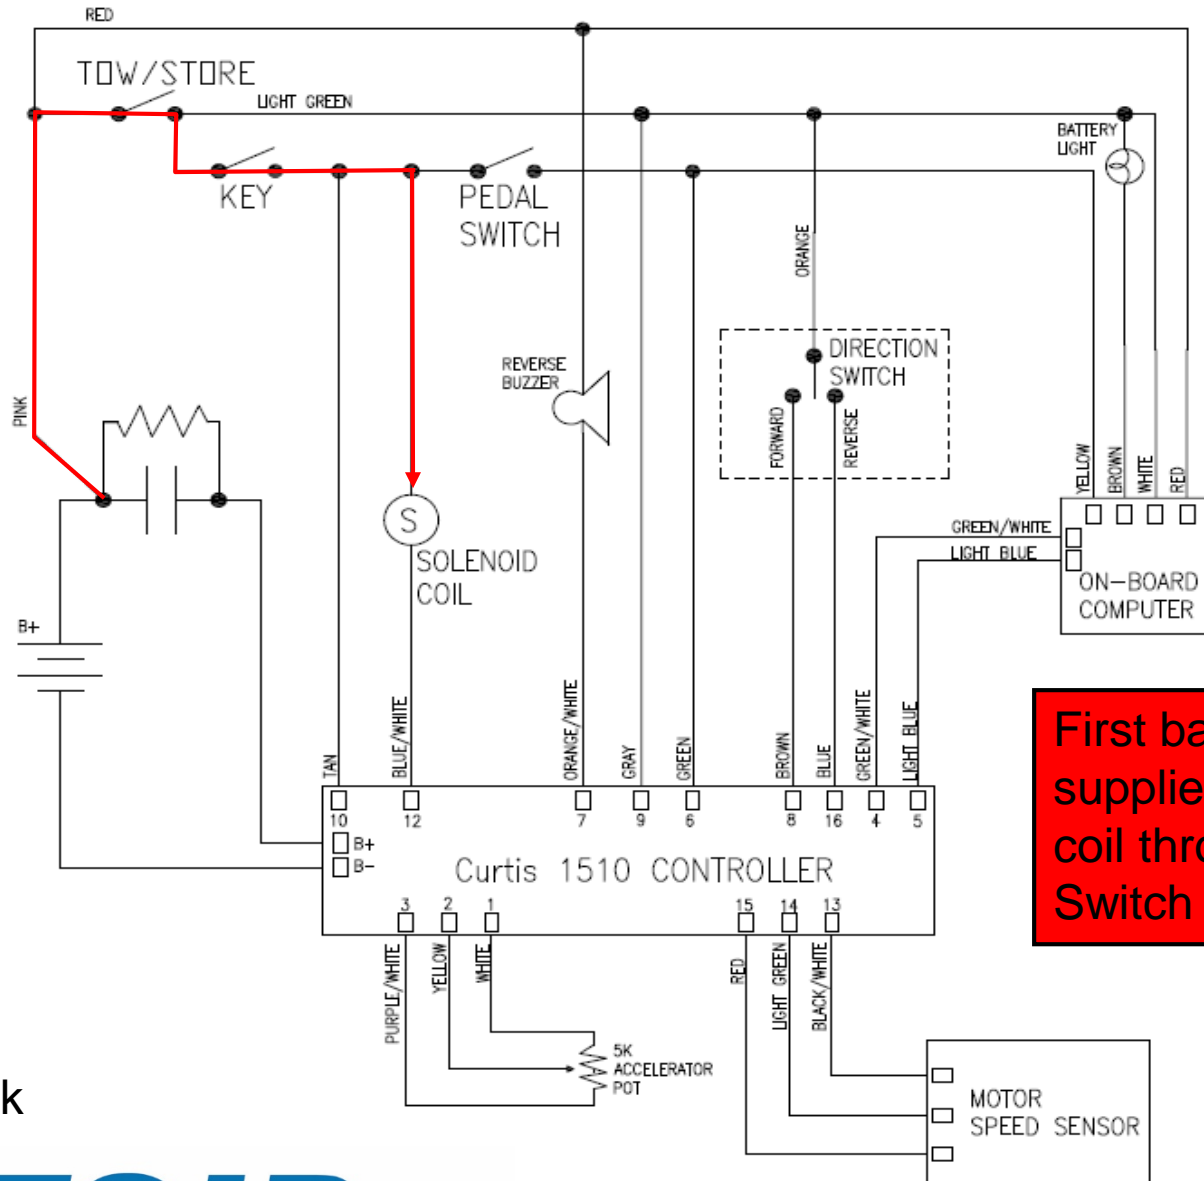 RED
TOW/STORE
LIGHT GREEN
BATTERY
LIGHT
KEY
PEDAL
SWITCH
ORANGE
DIRECTION
SWITCH
REVERSE
BUZZER
PINK
FORWARD
REVERSE
YELLOW
BROWN
WHITE
RED
S
SOLENOID
COIL
GREEN/WHITE
LIGHT BLUE
ON-BOARD
COMPUTER
B+
TAN
BLUE/WHITE
ORANGE/WHITE
GRAY
GREEN
BROWN
BLUE
GREEN/WHITE
LIGHT BLUE
10
12
7
9
6
8
16
4
5
B+
B-
Curtis 1510 CONTROLLER
3
2
1
15
14
13
PURPLE/WHITE
YELLOW
WHITE
RED
LIGHT GREEN
BLACK/WHITE
5K
ACCELERATOR
POT
MOTOR
SPEED SENSOR
First ba
supplie
coil thro
Switch
k